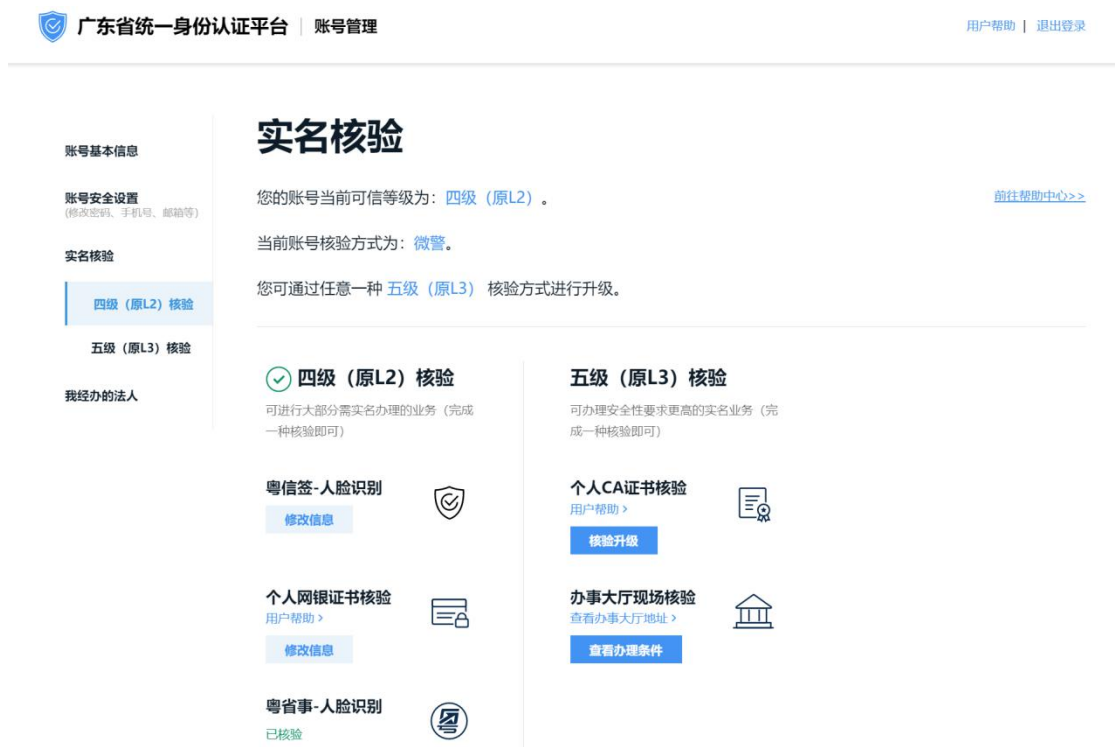 广东省统一身份认证平台 | 账号管理
用户帮助 | 退出登录
账号基本信息
账号安全设置
(修改密码、手机号、邮箱等)
实名核验
四级（原L2）核验
五级（原L3）核验
我经办的法人
实名核验
您的账号当前可信等级为：四级（原L2）。
前往帮助中心>>
当前账号核验方式为：微警。
您可通过任意一种 五级（原L3） 核验方式进行升级。
四级（原L2）核验
可进行大部分需实名办理的业务（完成
一种核验即可）
粤信签-人脸识别
修改信息
个人网银证书核验
用户帮助 >
修改信息
粤省事-人脸识别
已核验
五级（原L3）核验
可办理安全性要求更高的实名业务（完
成一种核验即可）
个人CA证书核验
用户帮助 >
核验升级
办事大厅现场核验
查看办事大厅地址 >
查看办理条件